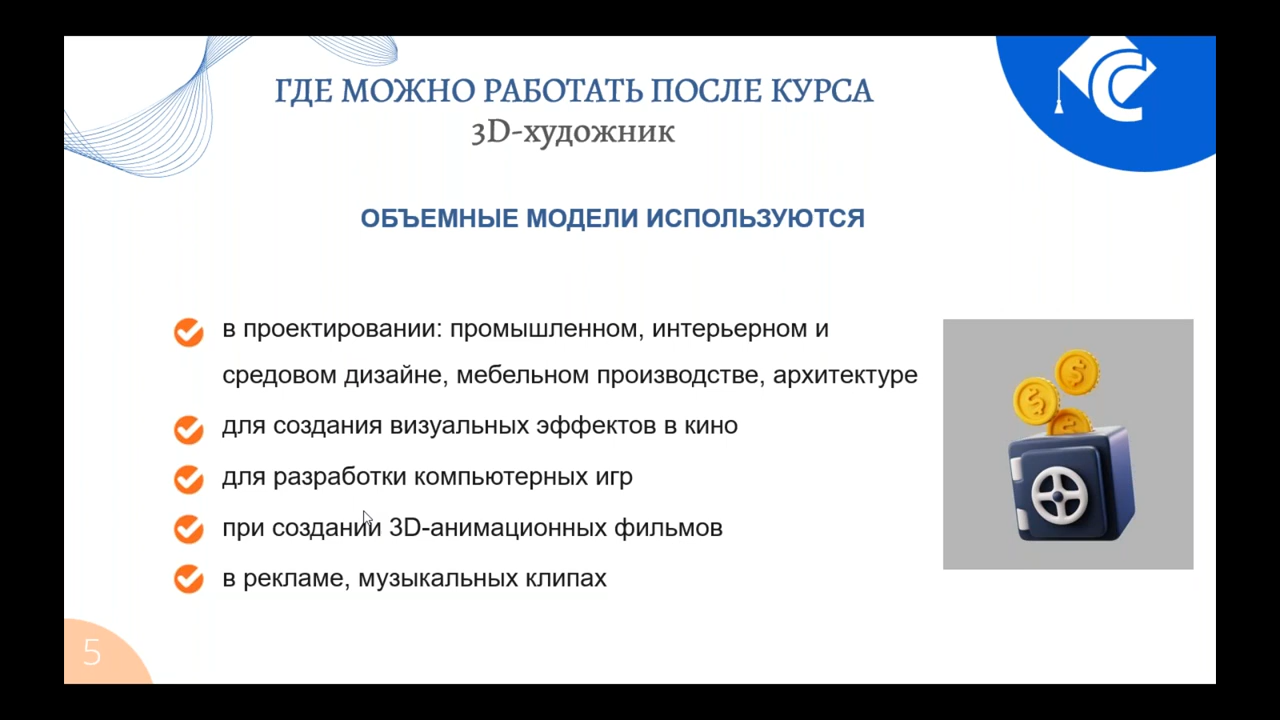 ГДЕ МОЖНО РАБОТАТЬ ПОСЛЕ КУРСА
3D-художник
ОБЪЕМНЫЕ МОДЕЛИ ИСПОЛЬЗУЮТСЯ
в проектировании: промышленном, интерьерном и
средовом дизайне, мебельном производстве, архитектуре
для создания визуальных эффектов в кино
для разработки компьютерных игр
при создании 3D-анимационных фильмов
в рекламе, музыкальных клипах
5